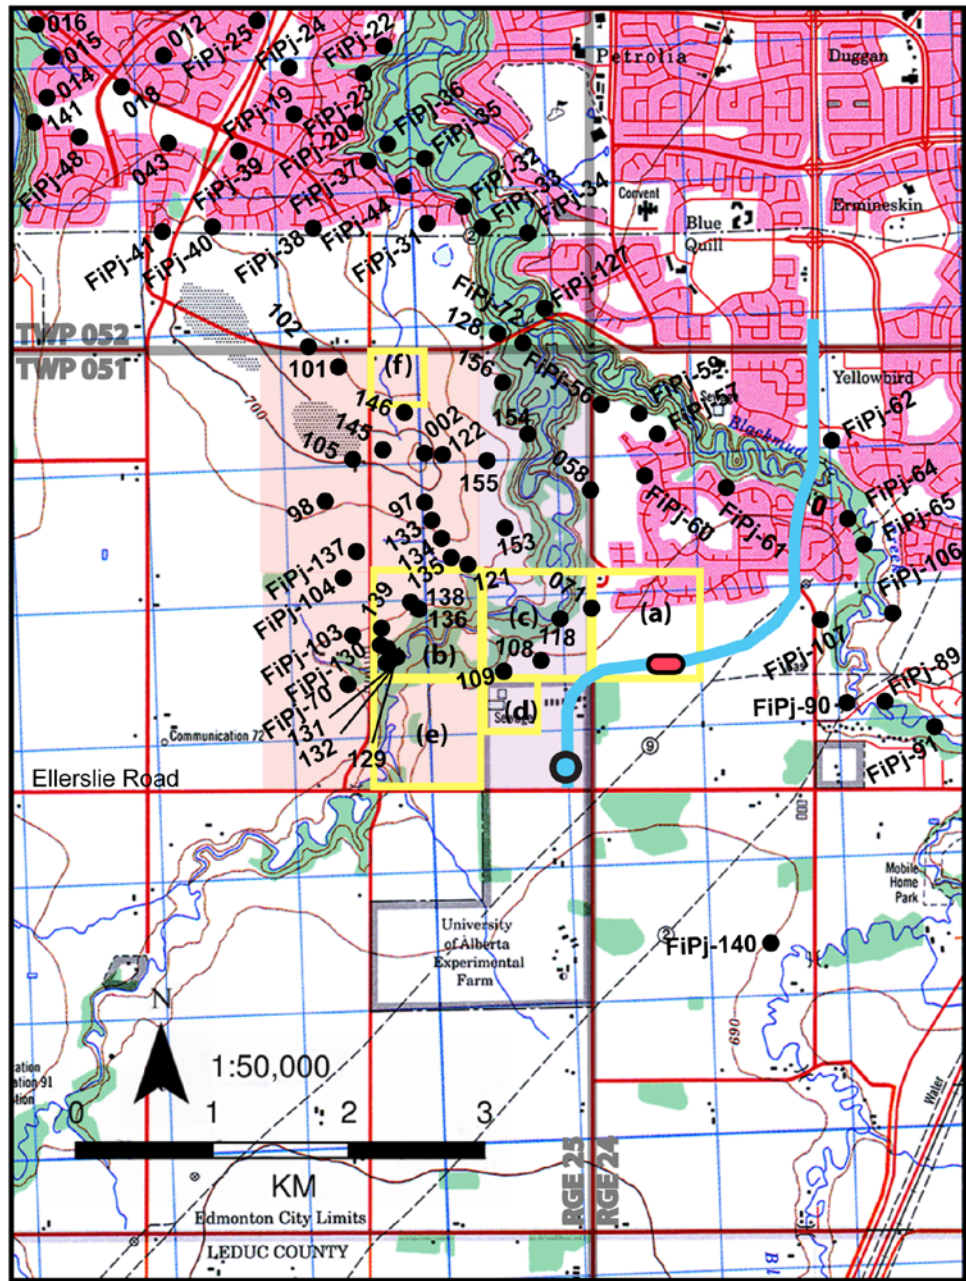 016
015
012
FiPj-25
FiPj-24
FiPj-22
Petrolia
Duggan
014
018
FiPj-19
FiPj-23
141
FiPj-20
FiPj-36
FiPj-35
FiPj-48
043
FiPj-39
FiPj-37
FiPj-32
FiPj-33
FiPj-34
Convent
Ermineskin
Blue
Quill
FiPj-41
FiPj-40
FiPj-38
FiPj-44
FiPj-31
2
FiPj-127
FiPj-72
102
128
TWP 052
TWP 051
101
(f)
156
FiPj-56
FiPj-59
FiPj-57
Yellowbird
700
146
Blackmud
FiPj-62
145
002
122
154
105
155
058
FiPj-60
FiPj-61
FiPj-64
FiPj-65
98
97
133
134
135
153
FiPj-137
121
071
FiPj-106
FiPj-104
139
138
136
(c)
118
(a)
FiPj-103
FiPj-130
(b)
108
109
FiPj-107
FiPj-89
FiPj-70
131
132
129
(d)
Sewage
FiPj-90
FiPj-91
Communication 72
(e)
9
Ellerslie Road
Mobile
Home
Park
University
of Alberta
Experimental
Farm
2
FiPj-140
690
N
1:50,000
0 1 2 3
KM
Water
RGE 25
RGE 24
Edmonton City Limits
LEDUC COUNTY